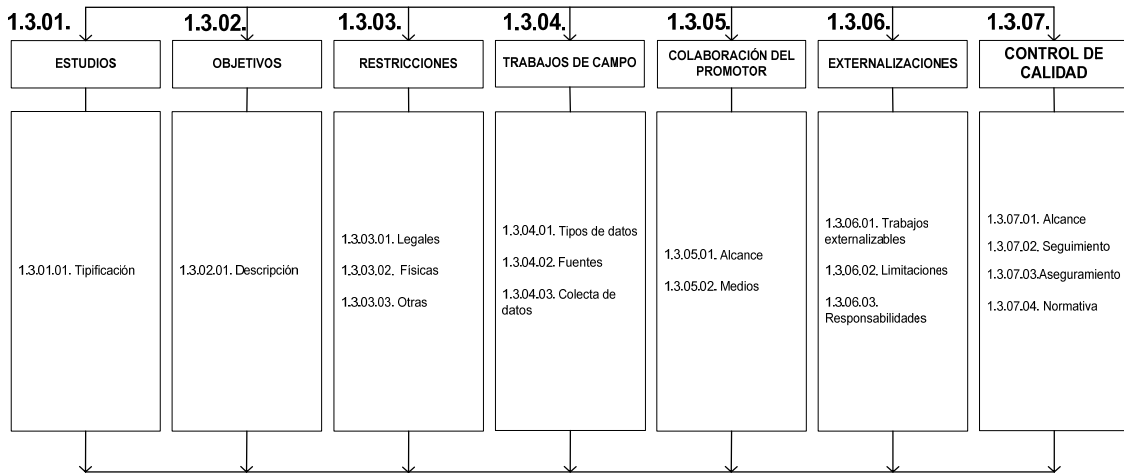 1.3.01.
ESTUDIOS
1.3.01.01. Tipificación
1.3.02.
OBJETIVOS
1.3.02.01. Descripción
1.3.03.
RESTRICCIONES
1.3.03.01. Legales
1.3.03.02. Físicas
1.3.03.03. Otras
1.3.04.
TRABAJOS DE CAMPO
1.3.04.01. Tipos de datos
1.3.04.02. Fuentes
1.3.04.03. Colecta de
datos
1.3.05.
COLABORACIÓN DEL
PROMOTOR
1.3.05.01. Alcance
1.3.05.02. Medios
1.3.06.
EXTERNALIZACIONES
1.3.06.01. Trabajos
externalizables
1.3.06.02. Limitaciones
1.3.06.03.
Responsabilidades
1.3.07.
CONTROL DE
CALIDAD
1.3.07.01. Alcance
1.3.07.02. Seguimiento
1.3.07.03.Aseguramiento
1.3.07.04. Normativa